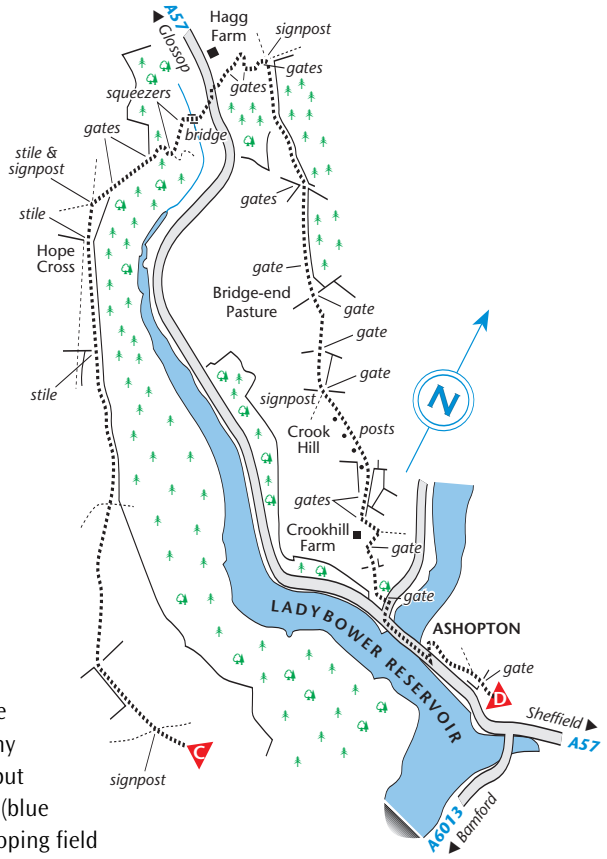 A57
Glossop
Hagg
Farm
signpost
gates
gates
squeezers
bridge
gates
stile &
signpost
stile
Hope
Cross
gates
gate
Bridge-end
Pasture
gate
gate
stile
gate
signpost
N
Crook
Hill
posts
gates
Crookhill
Farm
gate
gate
LADYBOWER RESERVOIR
ASHOPTON
gate
D
Sheffield
A57
C
signpost
A6013
Bamford
(blue